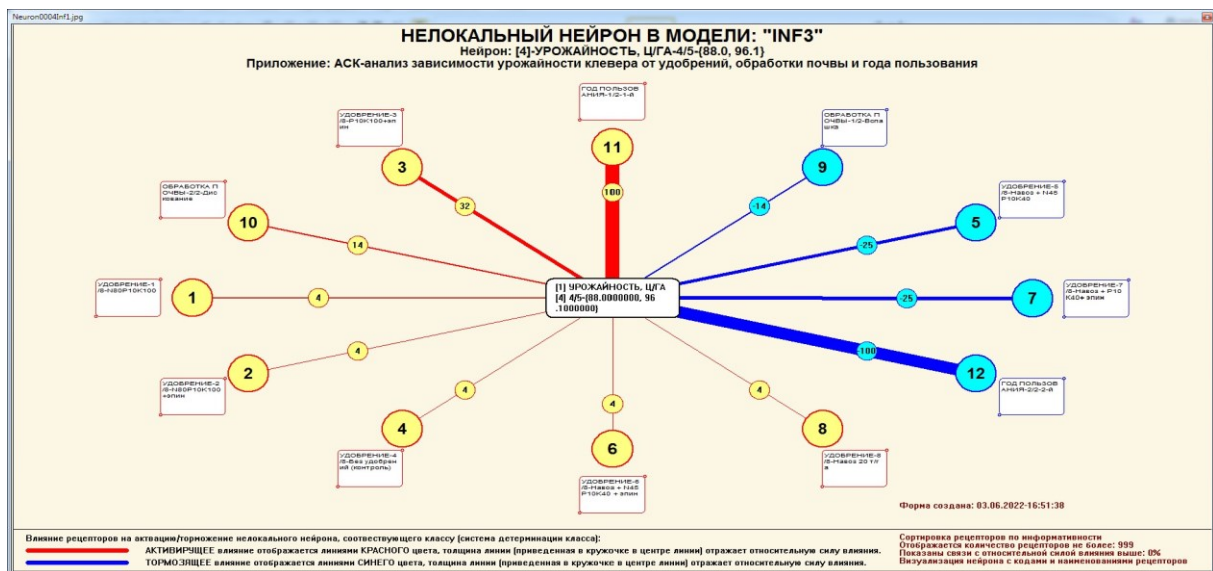 Neuron0004Inf1.jpg
НЕЛОКАЛЬНЫЙ НЕЙРОН В МОДЕЛИ: "INF3"
Нейрон: [4]-УРОЖАЙНОСТЬ, Ц/ГА-4/5-{88.0, 96.1}
Приложение: АСК-анализ зависимости урожайности клевера от удобрений, обработки почвы и года пользования
ГОД ПОЛЬЗОВ
АНИЯ-1/2-1-й
11
100
УДОБРЕНИЕ-3
/8-P10K100+эп
ин
3
32
ОБРАБОТКА П
ОЧВЫ-1/2-Всп
ашка
9
-14
ОБРАБОТКА П
ОЧВЫ-2/2-Дис
кование
10
14
УДОБРЕНИЕ-5
/8-Навоз + N45
P10K40
5
-25
УДОБРЕНИЕ-1
/8-N80P10K100
1
4
[1] УРОЖАЙНОСТЬ, Ц/ГА
[4] 4/5-{88.0000000, 96
.1000000}
-25
7
УДОБРЕНИЕ-7
/8-Навоз + P10
K40+ эпин
2
4
УДОБРЕНИЕ-2
/8-N80P10K100
+эпин
-100
12
ГОД ПОЛЬЗОВ
АНИЯ-2/2-2-й
4
4
УДОБРЕНИЕ-4
/8-Без удобрен
ий (контроль)
4
6
УДОБРЕНИЕ-6
/8-Навоз + N45
P10K40 + эпин
4
8
УДОБРЕНИЕ-8
/8-Навоз 20 т/г
а
Форма создана: 03.06.2022-16:51:38
Влияние рецепторов на актвацию/торможение нелокального нейрона, соотвествующего классу (система детерминации класса):
АКТИВИРУЩЕЕ влияние отображается линиями КРАСНОГО цвета, толщина линии (приведенная в кружочке в центре линии) отражает относительную силу влияния.
ТОРМОЗЯЩЕЕ влияние отображается линиями СИНЕГО цвета, толщина линии (приведенная в кружочке в центре линии) отражает относительную силу влияния.
Сортировка рецепторов по информативности
Отображается количество рецепторов не более: 999
Показаны связи с относительной силой влияния выше: 0%
Визуализация нейрона с кодами и наименованиями рецепторов